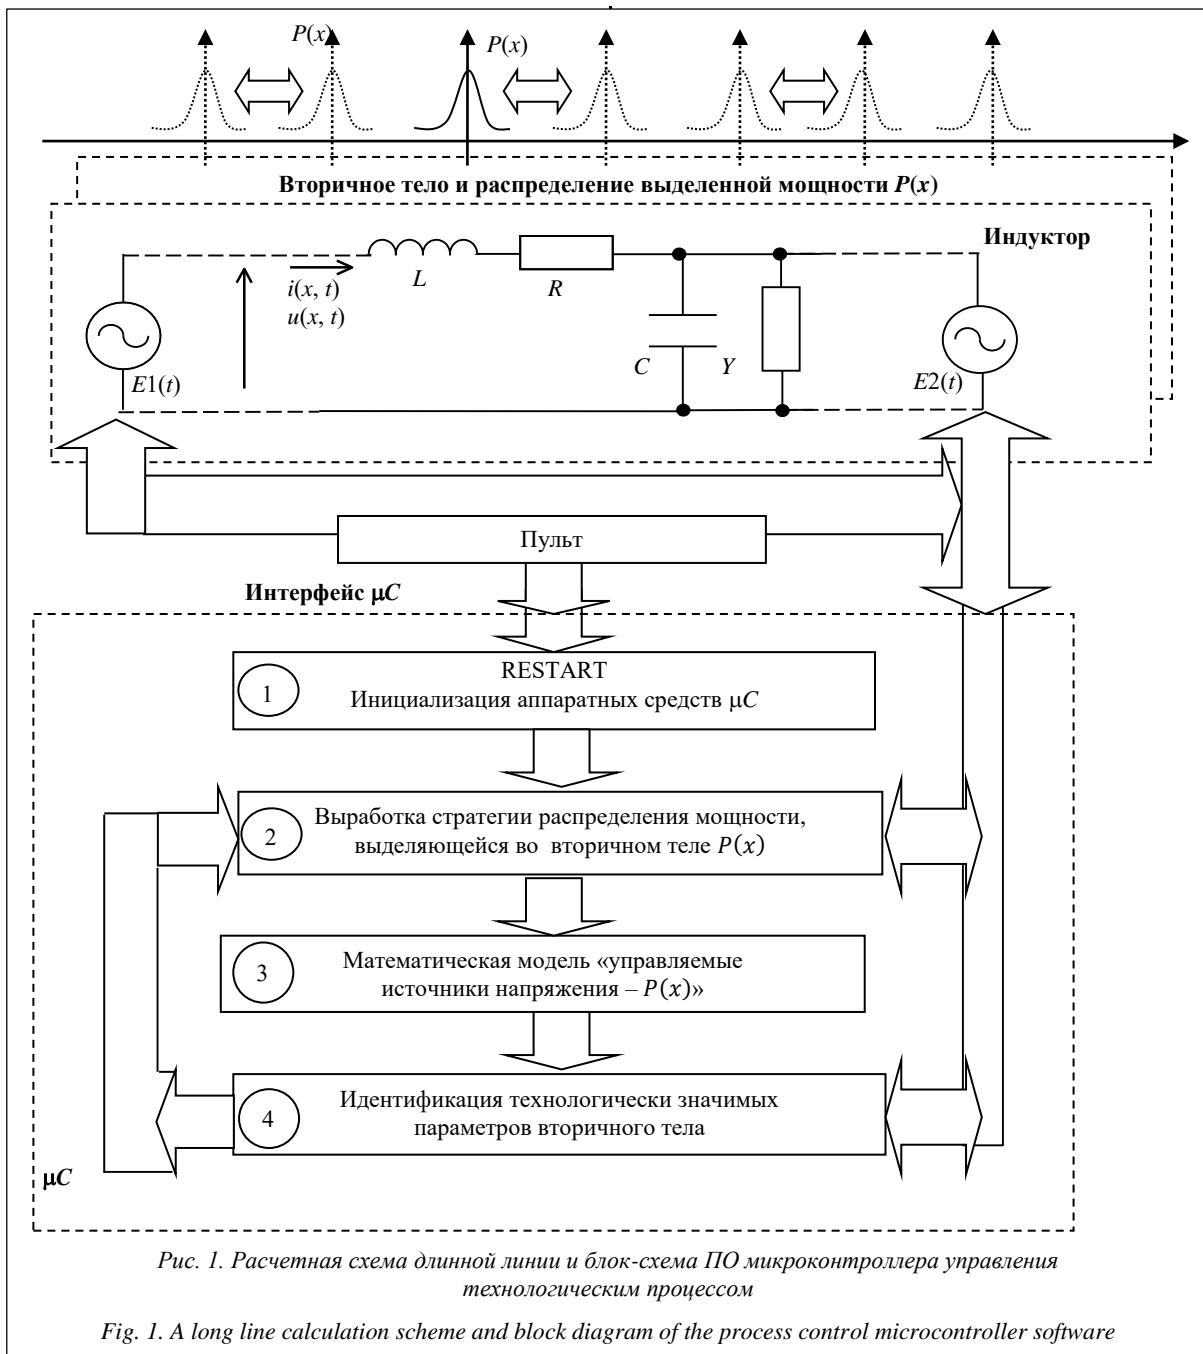 P(x)
P(x)
Вторичное тело и распределение выделенной мощности P(x)
Индуктор
i(x, t)
u(x, t)
L
R
E1(t)
C
Y
E2(t)
Пульт
Интерфейс μC
1
RESTART
Инициализация аппаратных средств μC
2
Выработка стратегии распределения мощности,
выделяющейся во вторичном теле P(x)
3
Математическая модель «управляемые
источники напряжения – P(x)»
4
Идентификация технологически значимых
параметров вторичного тела
μC
Рис. 1. Расчетная схема длинной линии и блок-схема ПО микроконтроллера управления
технологическим процессом
Fig. 1. A long line calculation scheme and block diagram of the process control microcontroller software